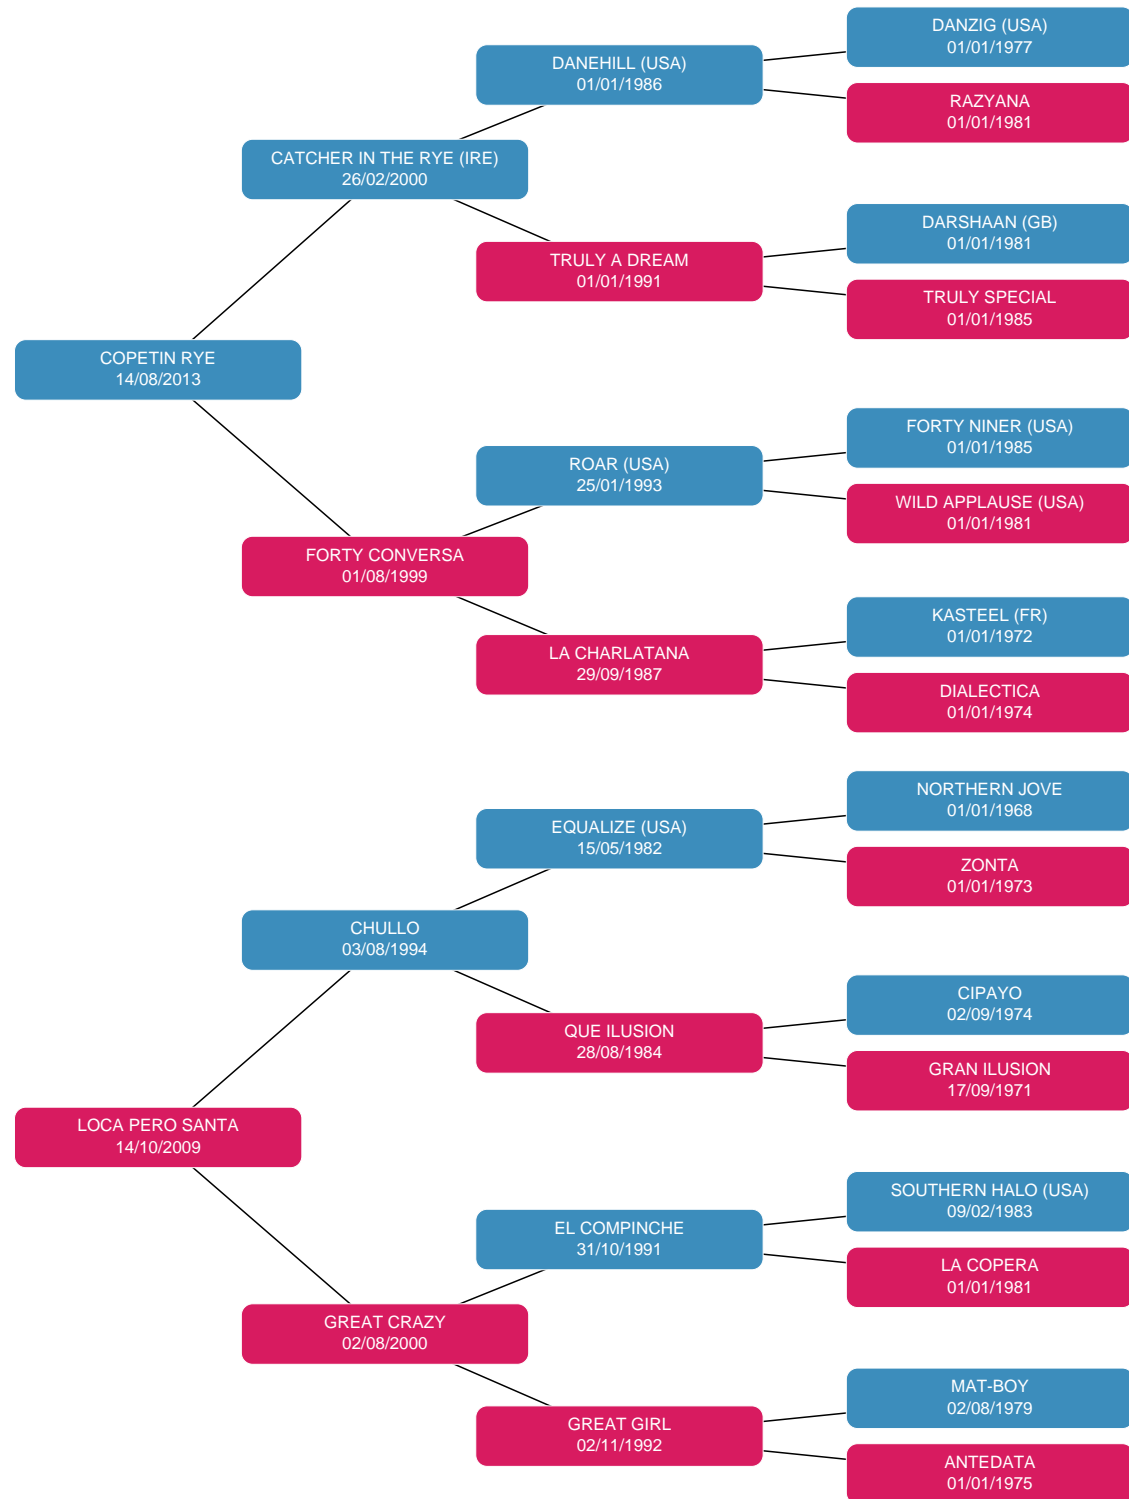 DANZIG (USA)
01/01/1977
DANEHILL (USA)
01/01/1986
RAZYANA
01/01/1981
CATCHER IN THE RYE (IRE)
26/02/2000
DARSHAAN (GB)
01/01/1981
TRULY A DREAM
01/01/1991
TRULY SPECIAL
01/01/1985
COPETIN RYE
14/08/2013
FORTY NINER (USA)
01/01/1985
ROAR (USA)
25/01/1993
WILD APPLAUSE (USA)
01/01/1981
FORTY CONVERSA
01/08/1999
KASTEEL (FR)
01/01/1972
LA CHARLATANA
29/09/1987
DIALECTICA
01/01/1974
NORTHERN JOVE
01/01/1968
EQUALIZE (USA)
15/05/1982
ZONTA
01/01/1973
CHULLO
03/08/1994
CIPAYO
02/09/1974
QUE ILUSION
28/08/1984
GRAN ILUSION
17/09/1971
LOCA PERO SANTA
14/10/2009
SOUTHERN HALO (USA)
09/02/1983
EL COMPINCHE
31/10/1991
LA COPERA
01/01/1981
GREAT CRAZY
02/08/2000
MAT-BOY
02/08/1979
GREAT GIRL
02/11/1992
ANTEDATA
01/01/1975